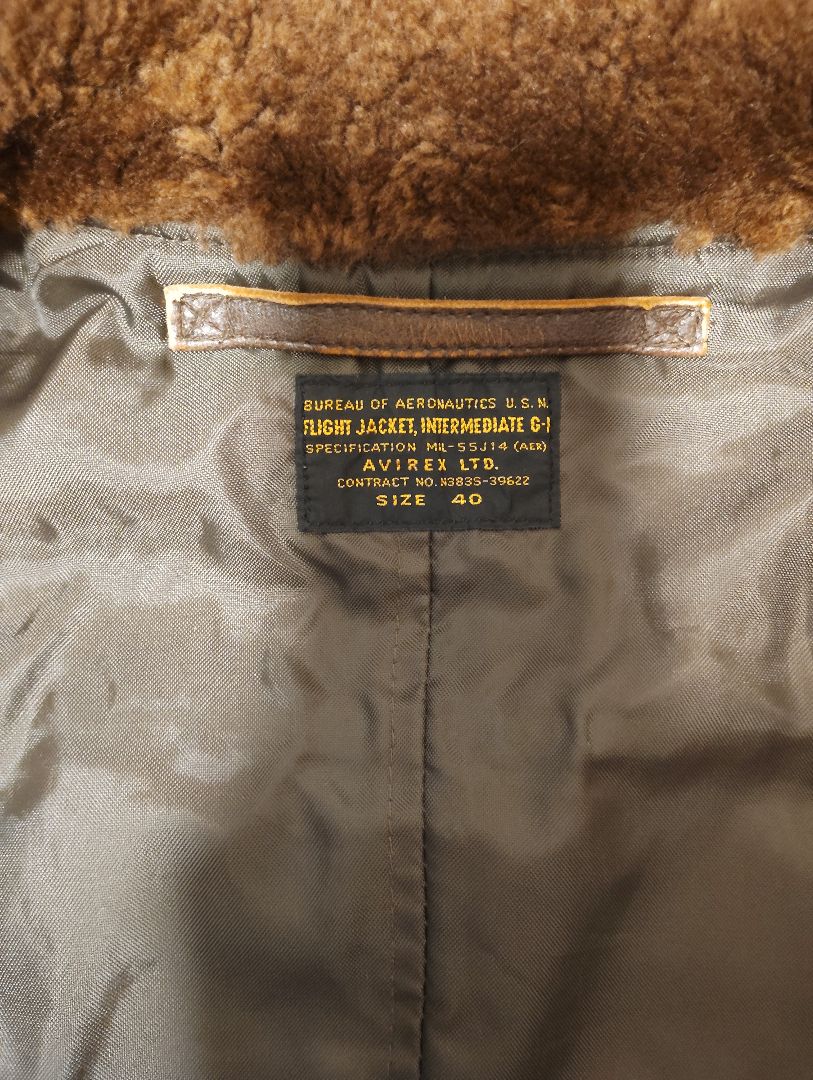 BUREAU OF AERONAUTICS U.S.N.
FLIGHT JACKET, INTERMEDIATE G-1
SPECIFICATION MIL-55J14 (AER)
AVIREX LTD.
CONTRACT NO. N383S-39622
SIZE 40